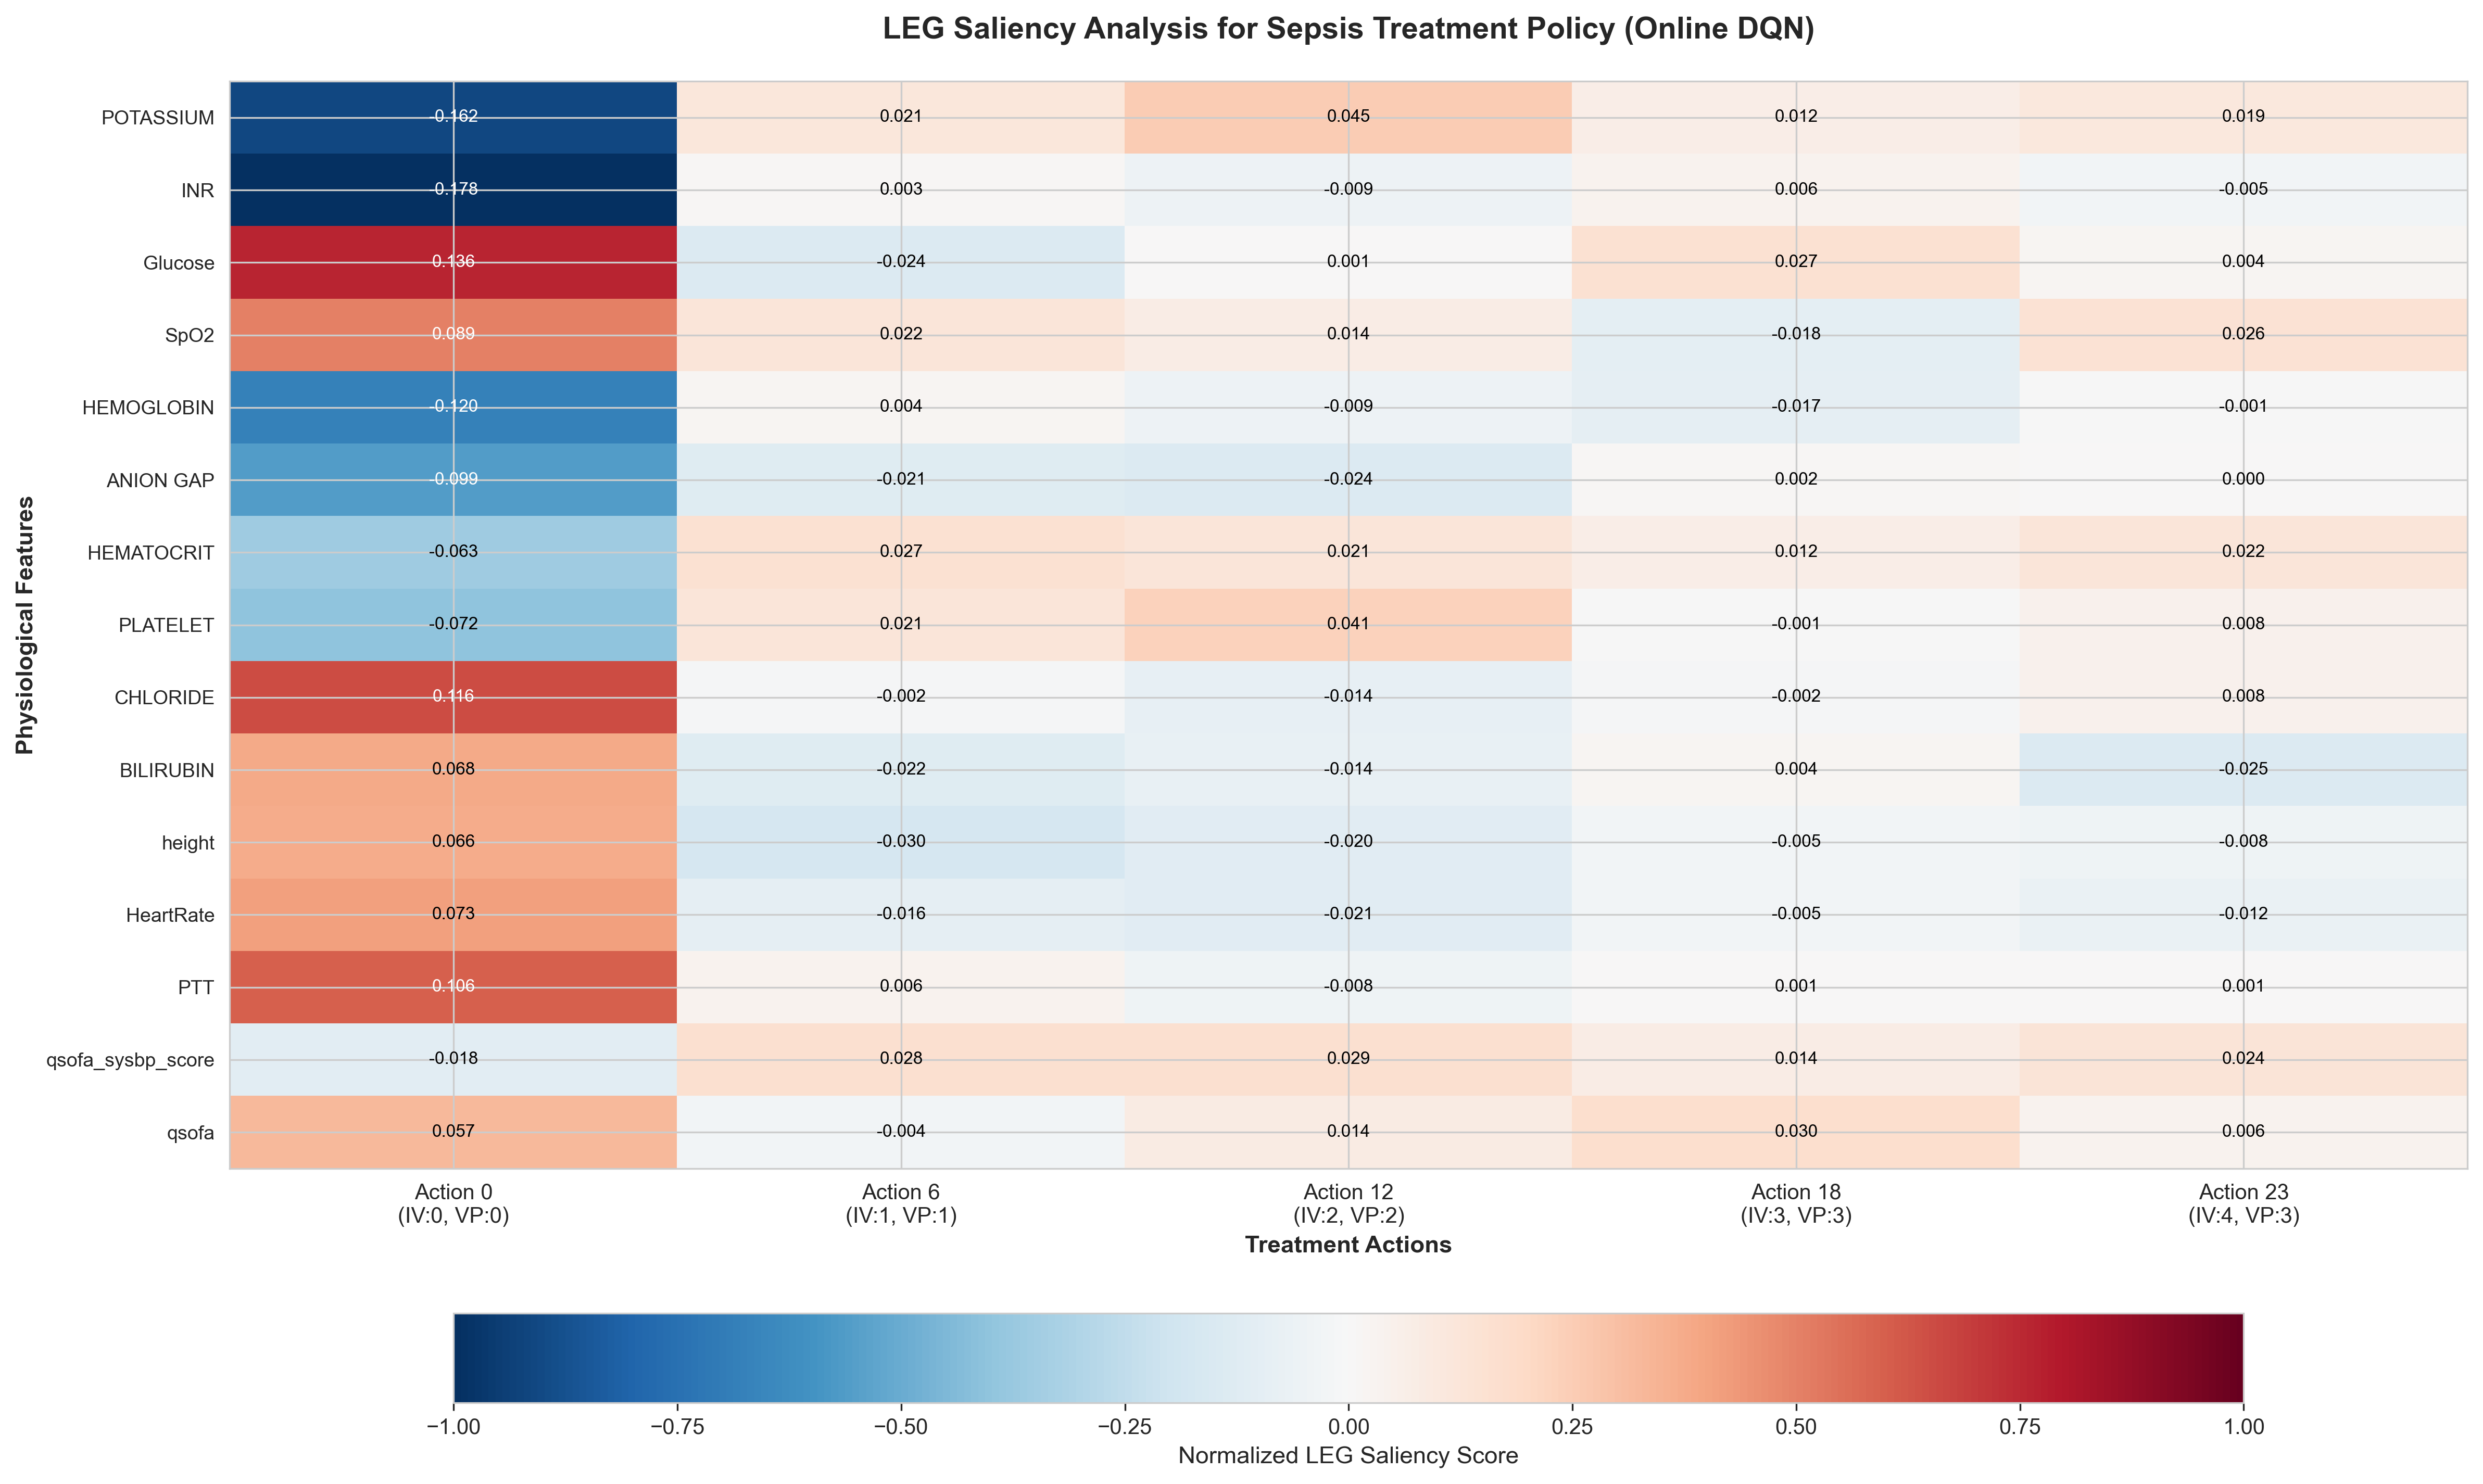 LEG Saliency Analysis for Sepsis Treatment Policy (Online DQN)
Physiological Features
POTASSIUM -0.162 0.021 0.045 0.012 0.019
INR -0.178 0.003 -0.009 0.006 -0.005
Glucose 0.136 -0.024 0.001 0.027 0.004
SpO2 0.089 0.022 0.014 -0.018 0.026
HEMOGLOBIN -0.120 0.004 -0.009 -0.017 -0.001
ANION GAP -0.099 -0.021 -0.024 0.002 0.000
HEMATOCRIT -0.063 0.027 0.021 0.012 0.022
PLATELET -0.072 0.021 0.041 -0.001 0.008
CHLORIDE 0.116 -0.002 -0.014 -0.002 0.008
BILIRUBIN 0.068 -0.022 -0.014 0.004 -0.025
height 0.066 -0.030 -0.020 -0.005 -0.008
HeartRate 0.073 -0.016 -0.021 -0.005 -0.012
PTT 0.106 0.006 -0.008 0.001 0.001
qsofa_sysbp_score -0.018 0.028 0.029 0.014 0.024
qsofa 0.057 -0.004 0.014 0.030 0.006
Action 0 Action 6 Action 12 Action 18 Action 23
(IV:0, VP:0) (IV:1, VP:1) (IV:2, VP:2) (IV:3, VP:3) (IV:4, VP:3)
Treatment Actions
−1.00 −0.75 −0.50 −0.25 0.00 0.25 0.50 0.75 1.00
Normalized LEG Saliency Score